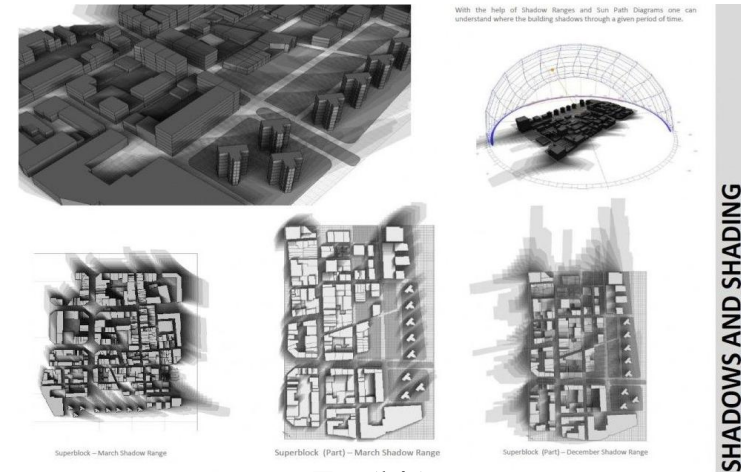 With the help of Shadow Ranges and Sun Path Diagrams one can
understand where the building shadows through a given period of time.
SHADOWS AND SHADING
Superblock – March Shadow Range
Superblock (Part) – March Shadow Range
Superblock (Part) – December Shadow Range